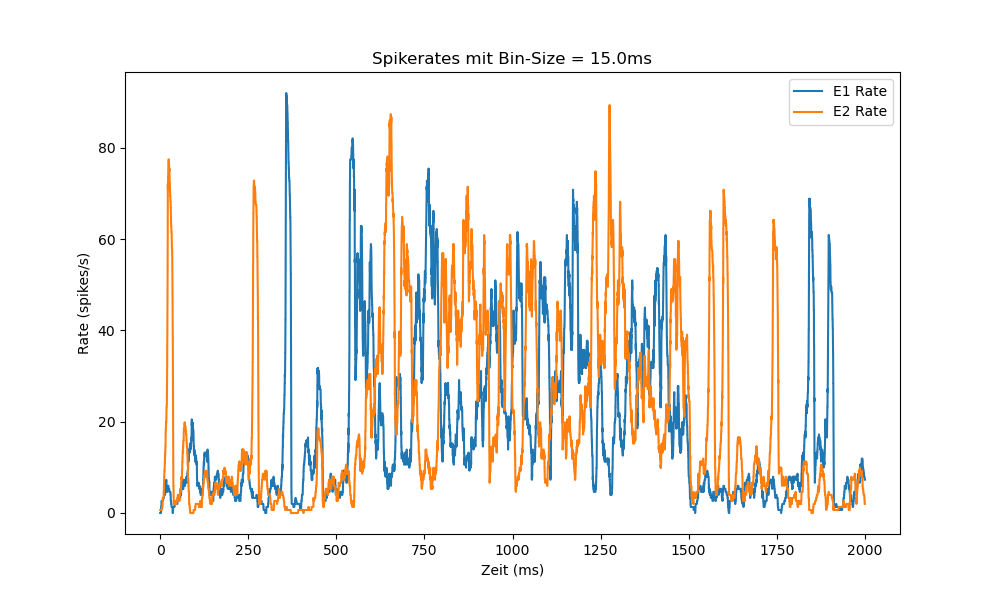 Spikerates mit Bin-Size = 15.0ms
E1 Rate
E2 Rate
80
60
40
20
0
Rate (spikes/s)
0 250 500 750 1000 1250 1500 1750 2000
Zeit (ms)